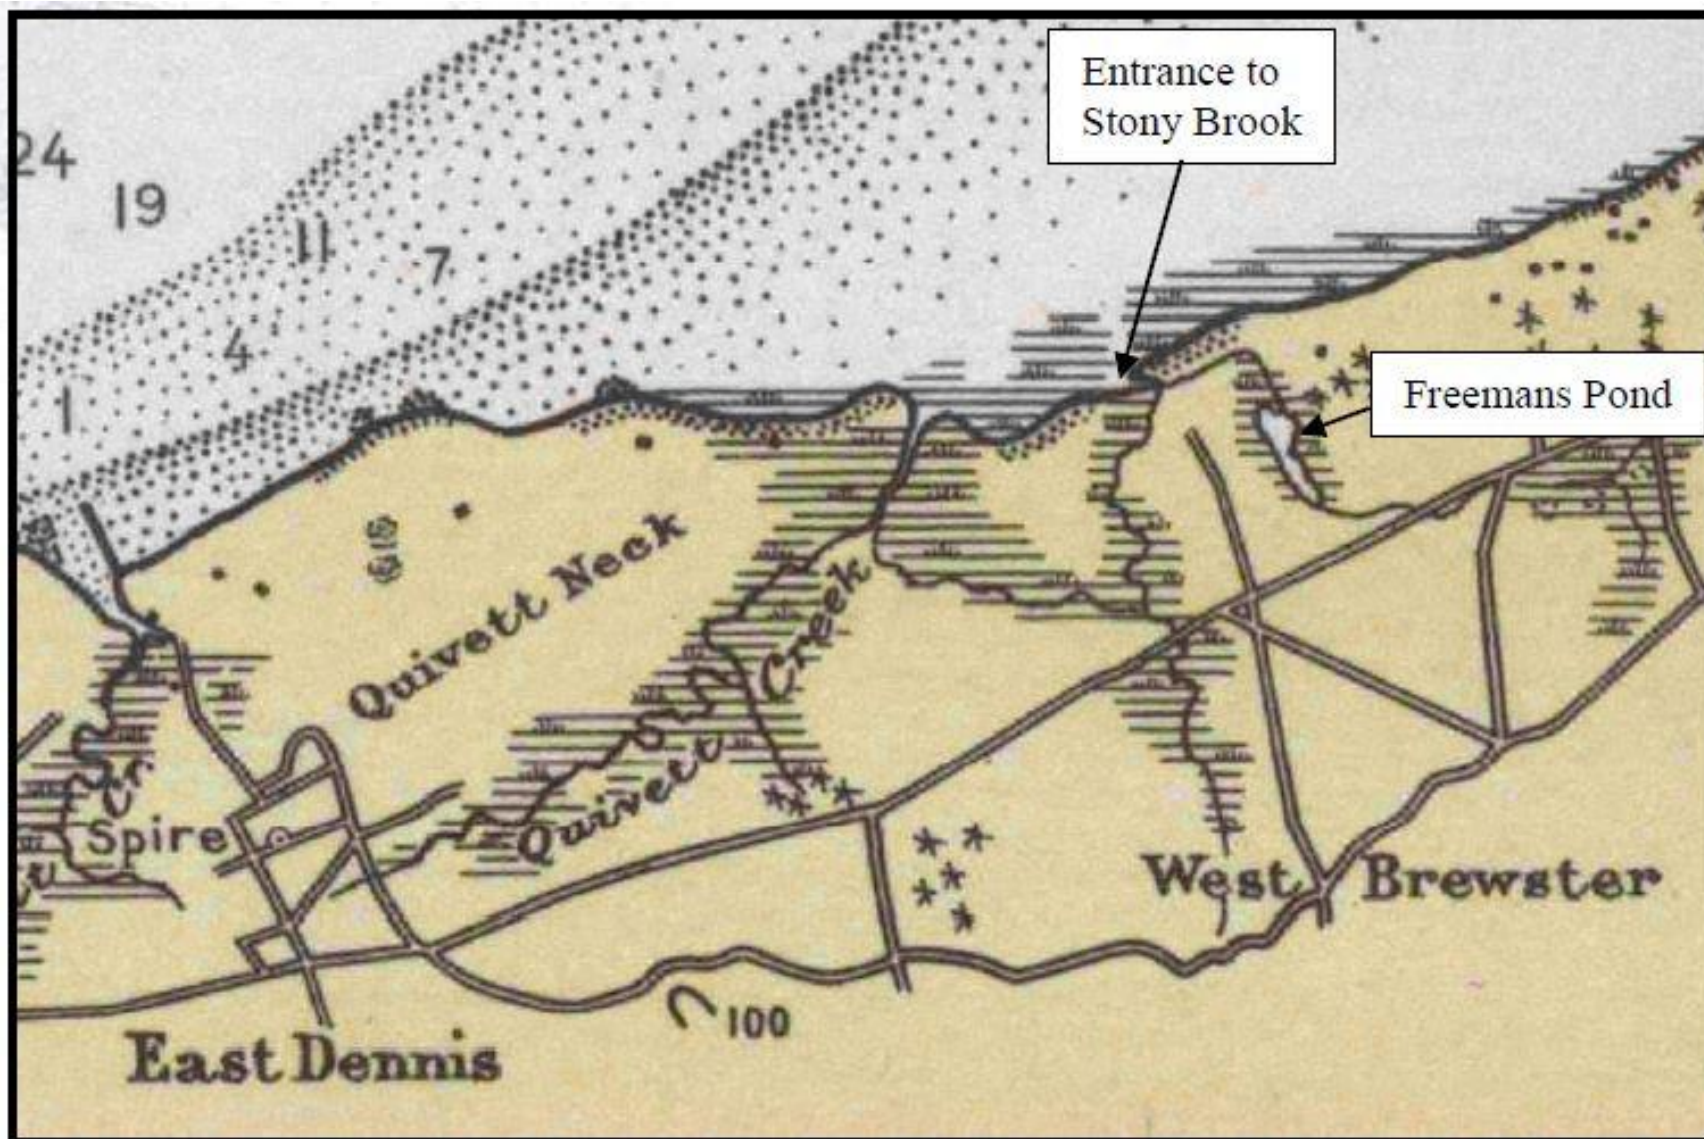 Entrance to
Stony Brook
24
19
11
7
4
1
Freemans Pond
Quivett Neck
Quivett Creek
Cr.
Spire
West Brewster
100
East Dennis